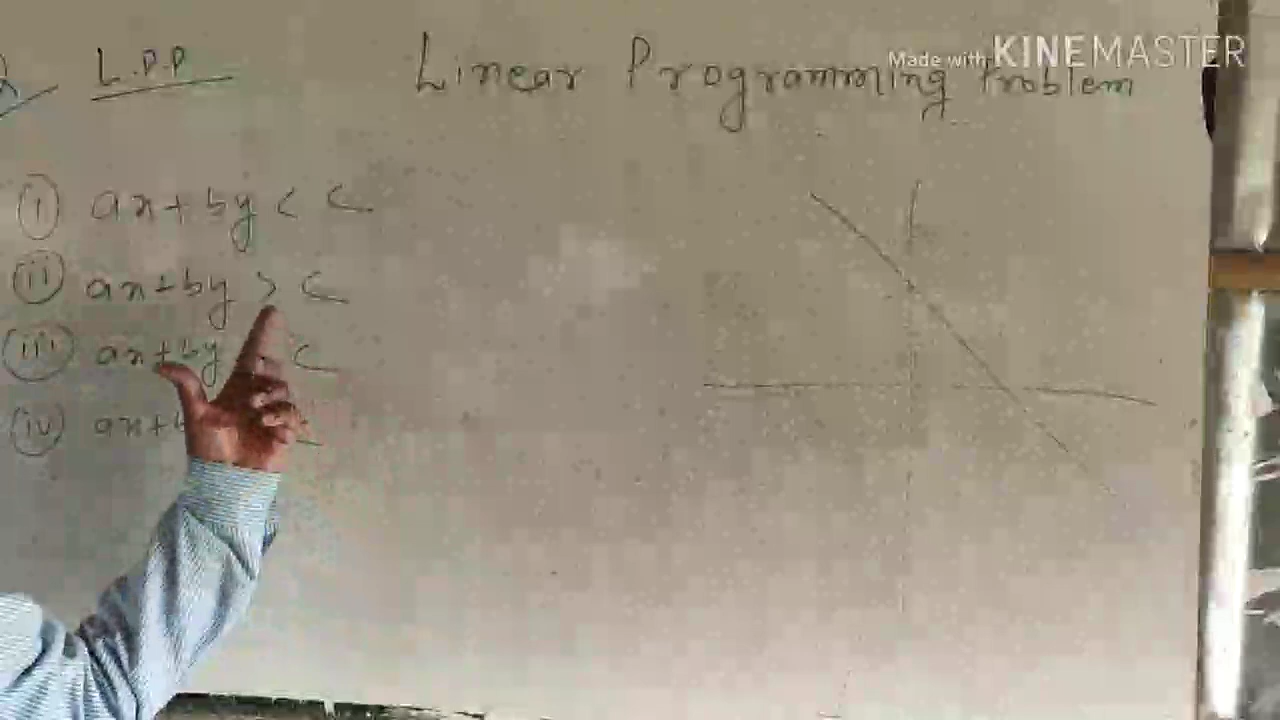 L.P.P Linear Programming Problem
Made with KINEMASTER
(i) ax+by < c
(ii) ax+by > c
(iii) ax+by c
(iv) ax+